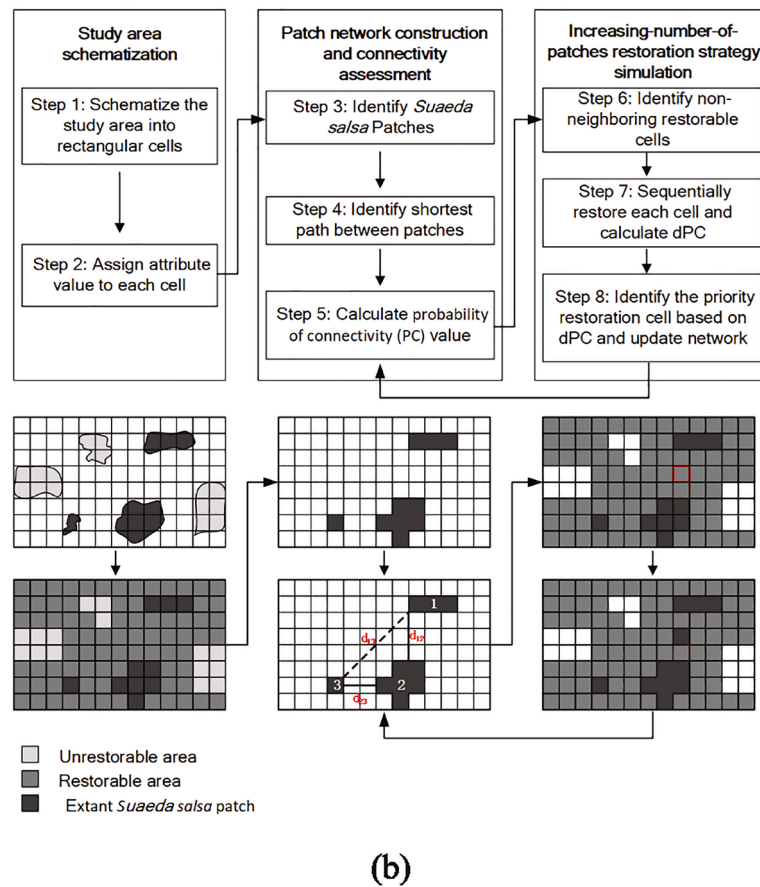 Study area
schematization
Step 1: Schematize the
study area into
rectangular cells
Step 2: Assign attribute
value to each cell
Patch network construction
and connectivity
assessment
Step 3: Identify Suaeda
salsa Patches
Step 4: Identify shortest
path between patches
Step 5: Calculate probability
of connectivity (PC) value
Increasing-number-of-
patches restoration strategy
simulation
Step 6: Identify non-
neighboring restorable
cells
Step 7: Sequentially
restore each cell and
calculate dPC
Step 8: Identify the priority
restoration cell based on
dPC and update network
1
d13
d12
3
2
d23
Unrestorable area
Restorable area
Extant Suaeda salsa patch
(b)